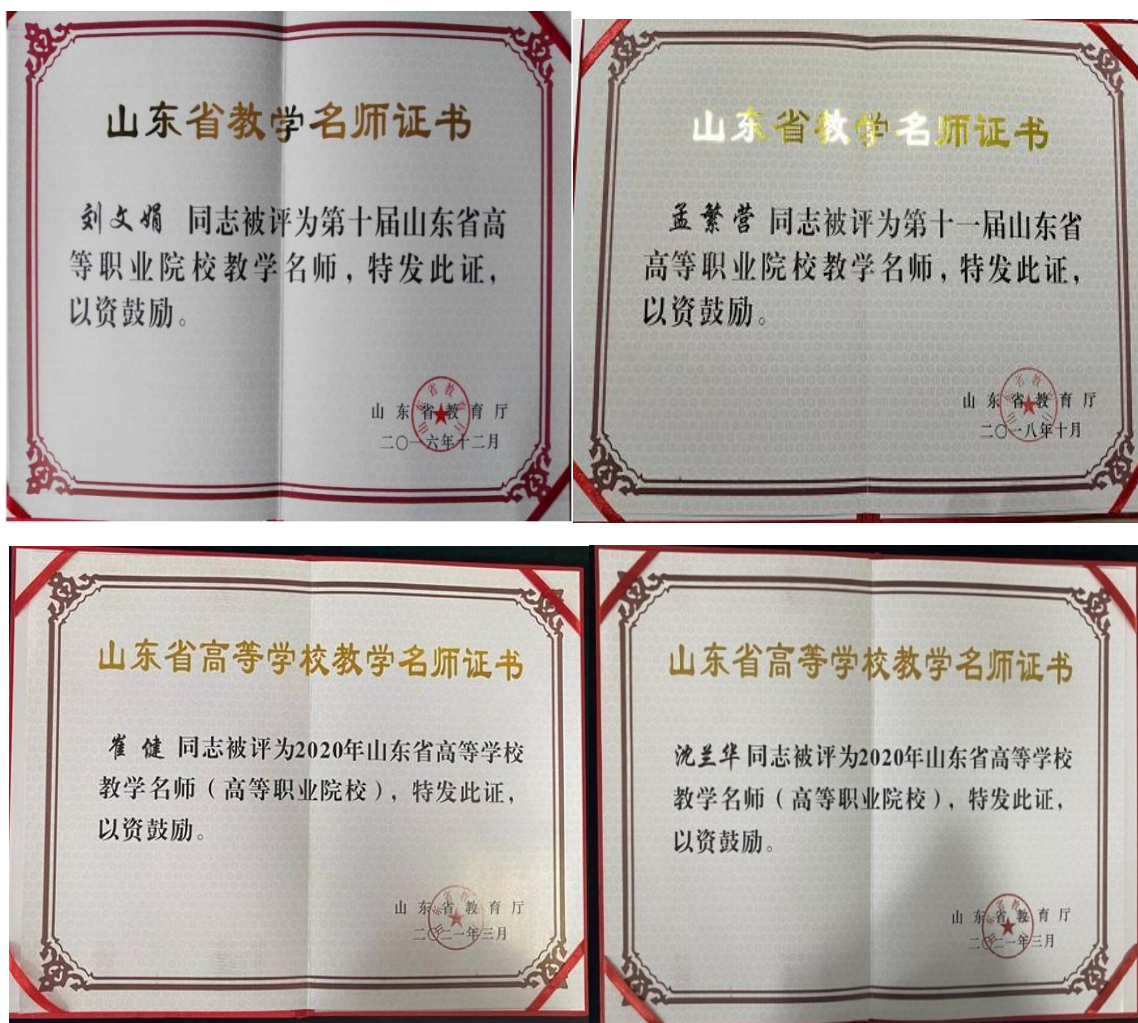 山东省教学名师证书
刘文娟 同志被评为第十届山东省高
等职业院校教学名师，特发此证，
以资鼓励。
山东省教育厅
二〇一六年十二月
山东省教学名师证书
孟繁营 同志被评为第十一届山东省
高等职业院校教学名师，特发此证，
以资鼓励。
山东省教育厅
二〇一八年十月
山东省高等学校教学名师证书
崔健 同志被评为2020年山东省高等学校
教学名师（高等职业院校），特发此证，
以资鼓励。
山东省教育厅
二〇二一年三月
山东省高等学校教学名师证书
沈兰华 同志被评为2020年山东省高等学校
教学名师（高等职业院校），特发此证，
以资鼓励。
山东省教育厅
二〇二一年三月